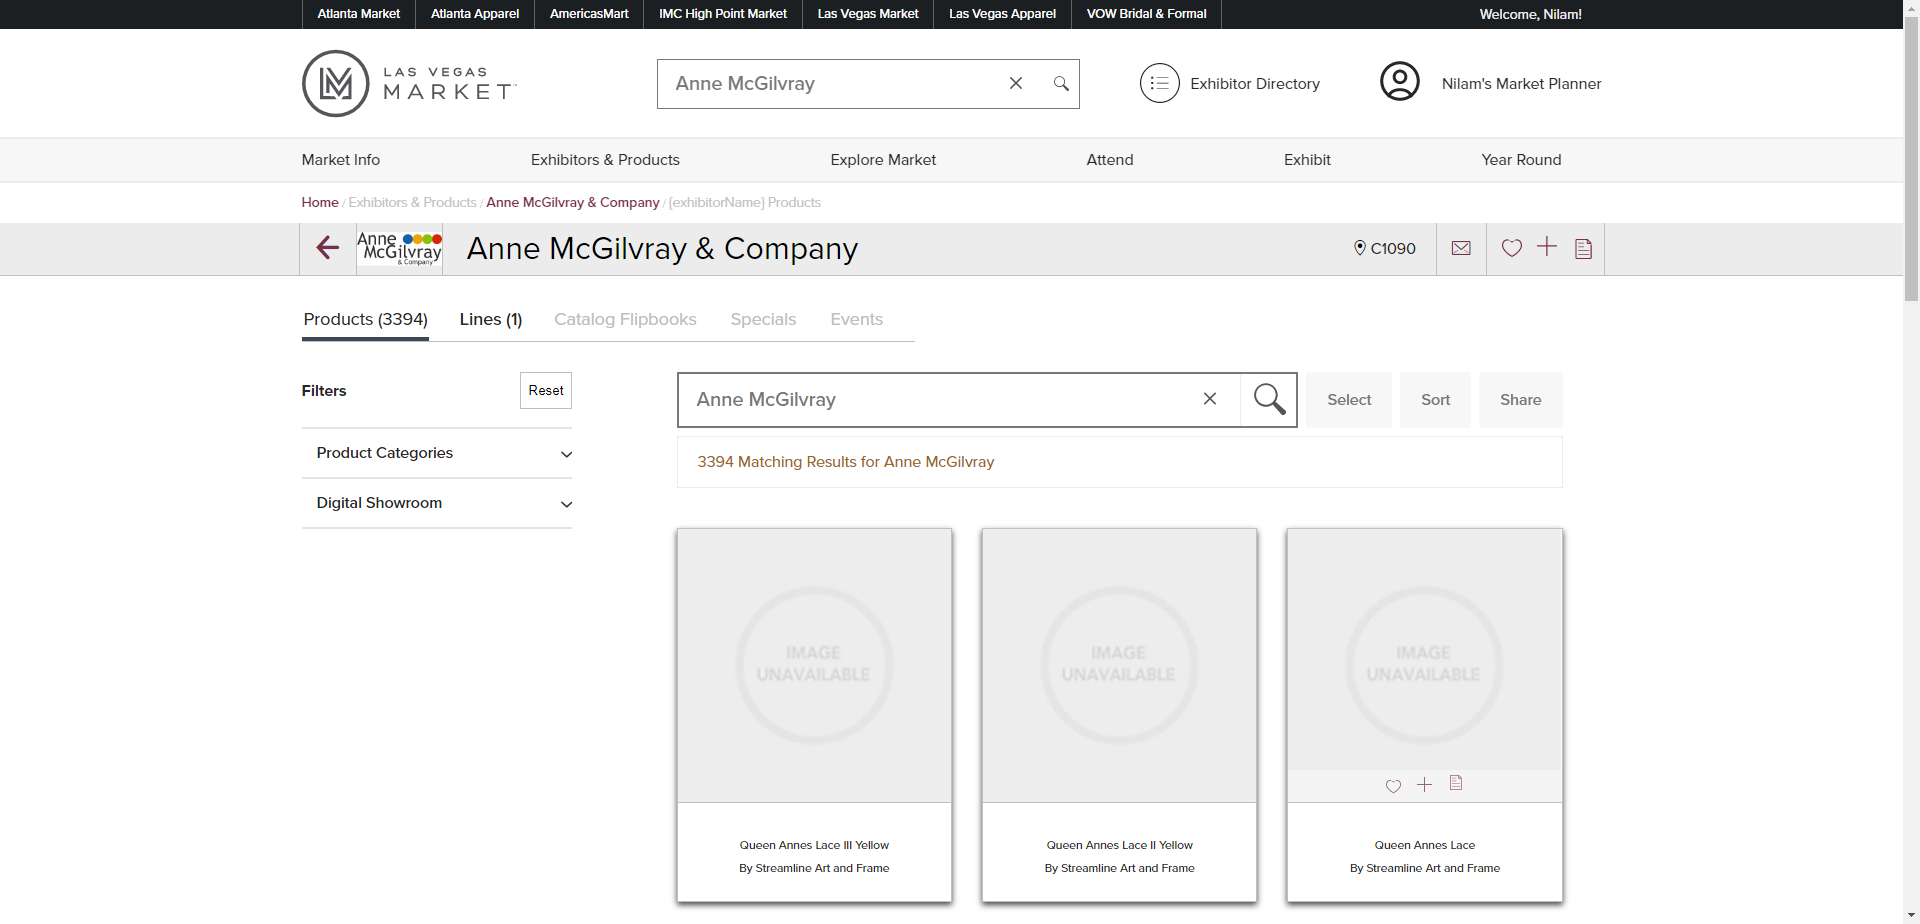 Atlanta Market
Atlanta Apparel
AmericasMart
IMC High Point Market
Las Vegas Market
Las Vegas Apparel
VOW Bridal & Formal
Welcome, Nilam!
LAS VEGAS
MARKET
Anne McGilvray
Exhibitor Directory
Nilam's Market Planner
Market Info
Exhibitors & Products
Explore Market
Attend
Exhibit
Year Round
Home / Exhibitors & Products / Anne McGilvray & Company / [exhibitorName] Products
Anne
McGilvray
& Company
Anne McGilvray & Company
C1090
Products (3394)
Lines (1)
Catalog Flipbooks
Specials
Events
Filters
Reset
Product Categories
Digital Showroom
Anne McGilvray
Select
Sort
Share
3394 Matching Results for Anne McGilvray
IMAGE
UNAVAILABLE
Queen Annes Lace III Yellow
By Streamline Art and Frame
IMAGE
UNAVAILABLE
Queen Annes Lace II Yellow
By Streamline Art and Frame
IMAGE
UNAVAILABLE
Queen Annes Lace
By Streamline Art and Frame